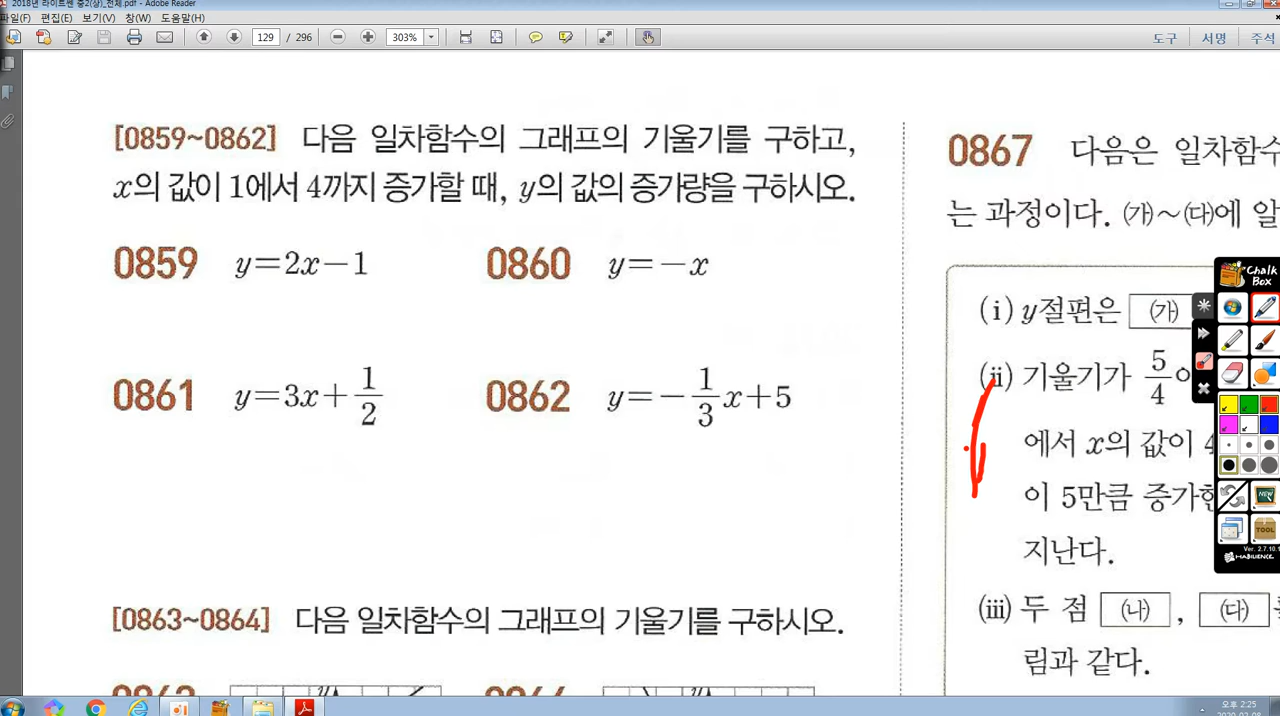 2018년 라이트쎈 중2(상)_전체.pdf - Adobe Reader
파일(F) 편집(E) 보기(V) 창(W) 도움말(H)
129 / 296 303% 도구 서명 주석
[0859~0862] 다음 일차함수의 그래프의 기울기를 구하고,
x의 값이 1에서 4까지 증가할 때, y의 값의 증가량을 구하시오.
0859 y=2x-1 0860 y=-x
0861 y=3x+1/2 0862 y=-1/3x+5
[0863~0864] 다음 일차함수의 그래프의 기울기를 구하시오.
y y
0867 다음은 일차함수
는 과정이다. ㈎~㈐에 알
(ⅰ) y절편은 ㈎
(ⅱ) 기울기가 5/4
에서 x의 값이 4
이 5만큼 증가한
지난다.
(ⅲ) 두 점 ㈏ , ㈐
림과 같다.
Chalk
Box
NEW
TOOL
Ver. 2.7.10.1
HABILIENCE
오후 2:25